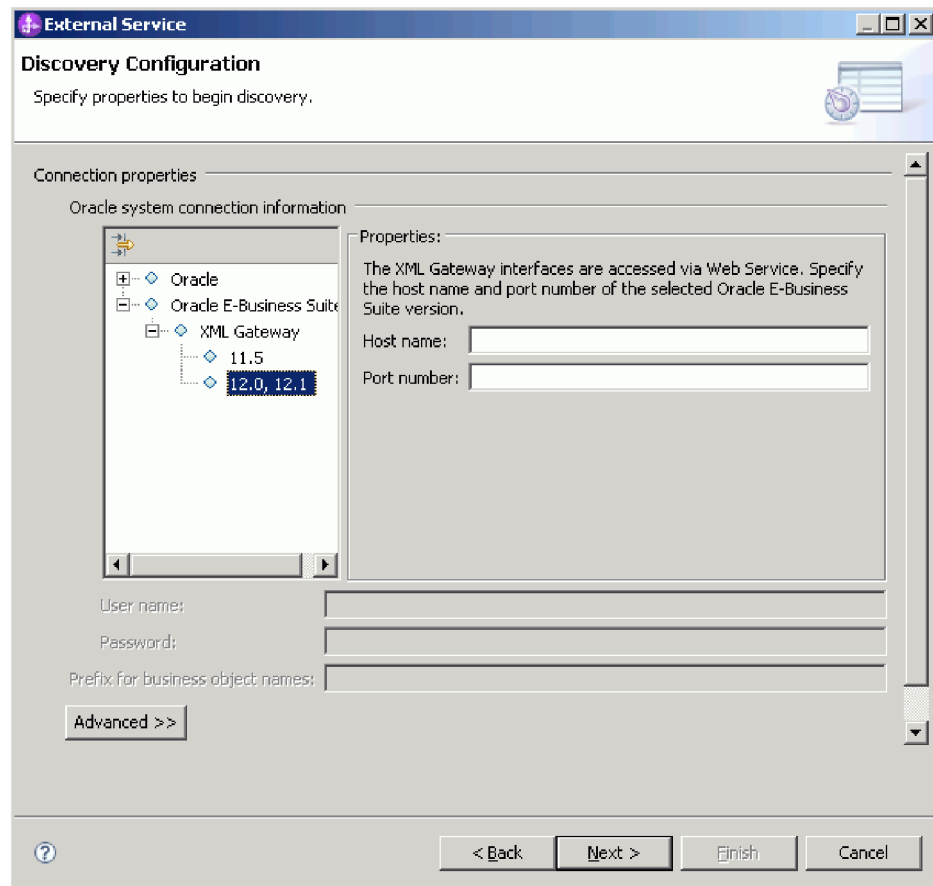 External Service
Discovery Configuration
Specify properties to begin discovery.
Connection properties
Oracle system connection information
Oracle
Oracle E-Business Suite
XML Gateway
11.5
12.0, 12.1
Properties:
The XML Gateway interfaces are accessed via Web Service. Specify
the host name and port number of the selected Oracle E-Business
Suite version.
Host name:
Port number:
User name:
Password:
Prefix for business object names:
Advanced >>
< Back
Next >
Finish
Cancel